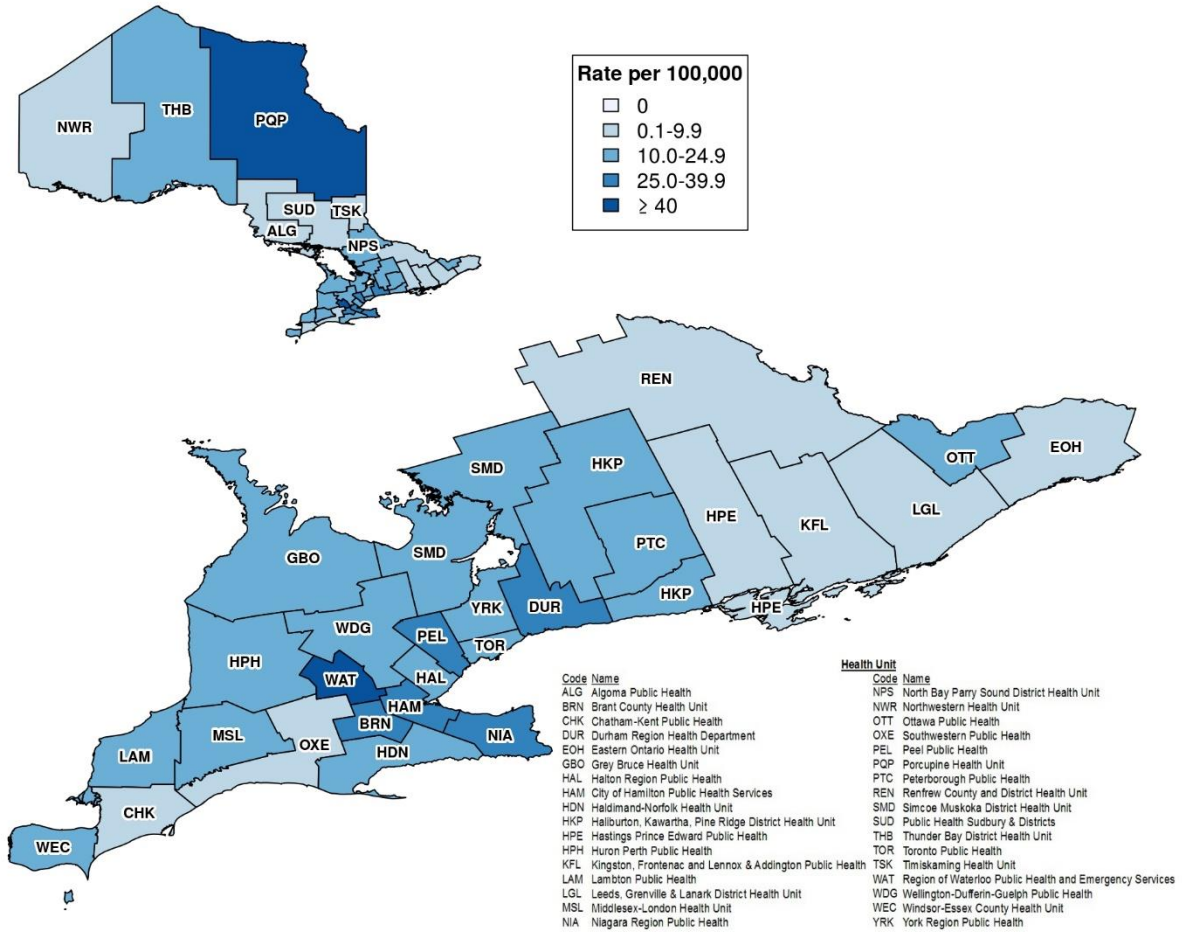 Rate per 100,000
0
0.1-9.9
10.0-24.9
25.0-39.9
≥ 40
NWR
THB
PQP
SUD
TSK
ALG
NPS
REN
SMD
HKP
OTT
EOH
LGL
HPE
KFL
PTC
GBO
SMD
HKP
YRK
DUR
HPE
WDG
PEL
TOR
HPH
WAT
HAL
HAM
BRN
MSL
OXE
NIA
HDN
LAM
CHK
WEC
Health Unit
Code Name
ALG Algoma Public Health
BRN Brant County Health Unit
CHK Chatham-Kent Public Health
DUR Durham Region Health Department
EOH Eastern Ontario Health Unit
GBO Grey Bruce Health Unit
HAL Halton Region Public Health
HAM City of Hamilton Public Health Services
HDN Haldimand-Norfolk Health Unit
HKP Haliburton, Kawartha, Pine Ridge District Health Unit
HPE Hastings Prince Edward Public Health
HPH Huron Perth Public Health
KFL Kingston, Frontenac and Lennox & Addington Public Health
LAM Lambton Public Health
LGL Leeds, Grenville & Lanark District Health Unit
MSL Middlesex-London Health Unit
NIA Niagara Region Public Health
Code Name
NPS North Bay Parry Sound District Health Unit
NWR Northwestern Health Unit
OTT Ottawa Public Health
OXE Southwestern Public Health
PEL Peel Public Health
PQP Porcupine Health Unit
PTC Peterborough Public Health
REN Renfrew County and District Health Unit
SMD Simcoe Muskoka District Health Unit
SUD Public Health Sudbury & Districts
THB Thunder Bay District Health Unit
TOR Toronto Public Health
TSK Timiskaming Health Unit
WAT Region of Waterloo Public Health and Emergency Services
WDG Wellington-Dufferin-Guelph Public Health
WEC Windsor-Essex County Health Unit
YRK York Region Public Health